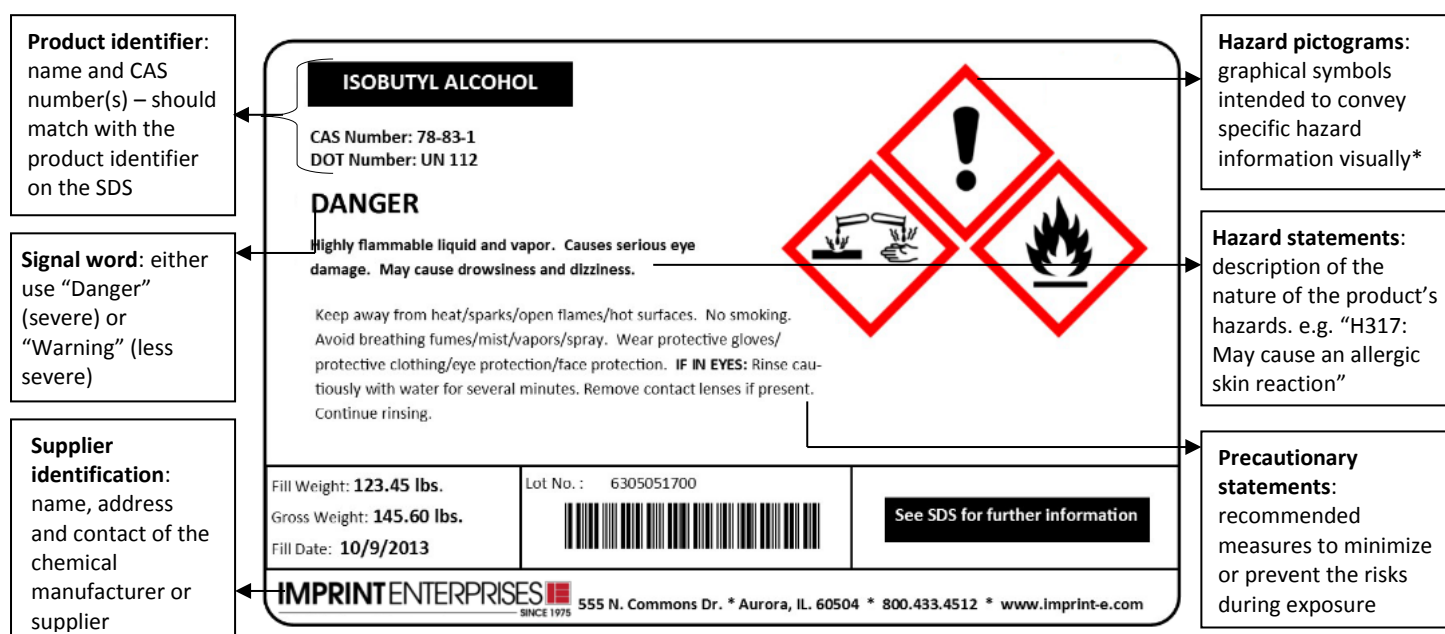 Product identifier:
name and CAS
number(s) – should
match with the
product identifier
on the SDS
Signal word: either
use “Danger”
(severe) or
“Warning” (less
severe)
Supplier
identification:
name, address
and contact of the
chemical
manufacturer or
supplier
ISOBUTYL ALCOHOL
CAS Number: 78-83-1
DOT Number: UN 112
DANGER
Highly flammable liquid and vapor. Causes serious eye
damage. May cause drowsiness and dizziness.
Keep away from heat/sparks/open flames/hot surfaces. No smoking.
Avoid breathing fumes/mist/vapors/spray. Wear protective gloves/
protective clothing/eye protection/face protection. IF IN EYES: Rinse cau-
tiously with water for several minutes. Remove contact lenses if present.
Continue rinsing.
Fill Weight: 123.45 lbs.
Gross Weight: 145.60 lbs.
Fill Date: 10/9/2013
Lot No. : 6305051700
See SDS for further information
IMPRINT ENTERPRISES
SINCE 1975
555 N. Commons Dr. * Aurora, IL. 60504 * 800.433.4512 * www.imprint-e.com
Hazard pictograms:
graphical symbols
intended to convey
specific hazard
information visually*
Hazard statements:
description of the
nature of the product’s
hazards. e.g. “H317:
May cause an allergic
skin reaction”
Precautionary
statements:
recommended
measures to minimize
or prevent the risks
during exposure